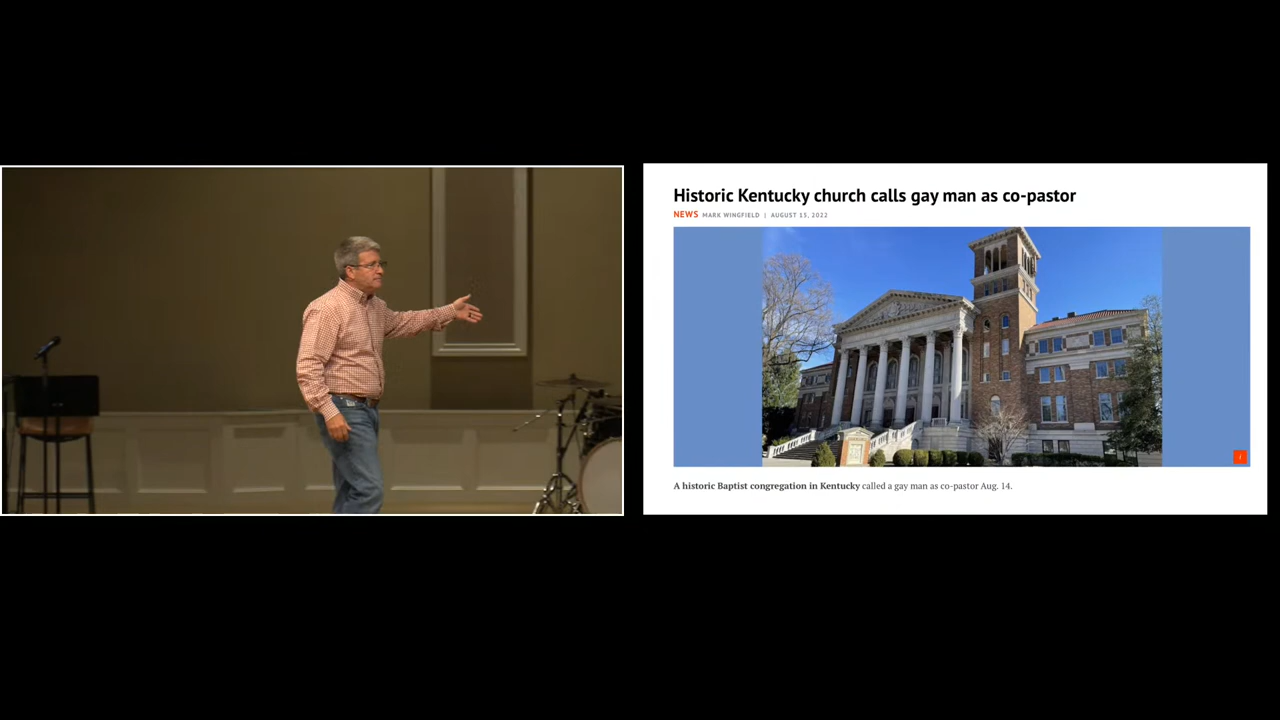 Historic Kentucky church calls gay man as co-pastor
NEWS MARK WINGFIELD | AUGUST 15, 2022
A historic Baptist congregation in Kentucky called a gay man as co-pastor Aug. 14.